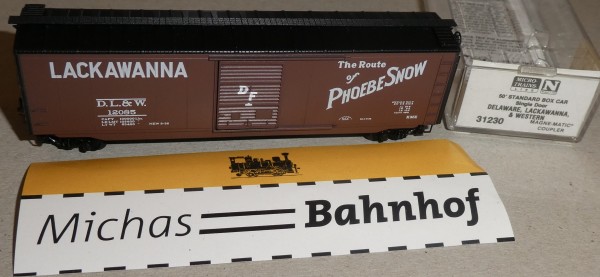 LACKAWANNA
D.L.&W.
12085
DF
The Route
of
PHOEBE SNOW
MICRO-TRAINS
LINE
N
50' STANDARD BOX CAR
Single Door
DELAWARE, LACKAWANNA,
& WESTERN
MAGNE-MATIC
COUPLER
31230
Michas Bahnhof